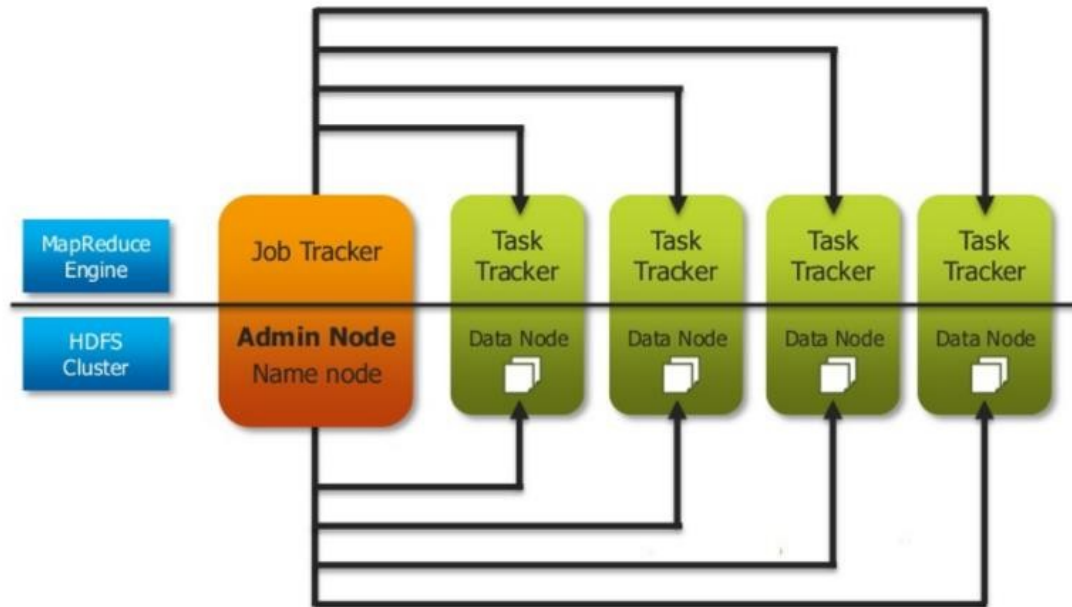 MapReduce
Engine
Job Tracker
Task
Tracker
Task
Tracker
Task
Tracker
Task
Tracker
HDFS
Cluster
Admin Node
Name node
Data Node
Data Node
Data Node
Data Node